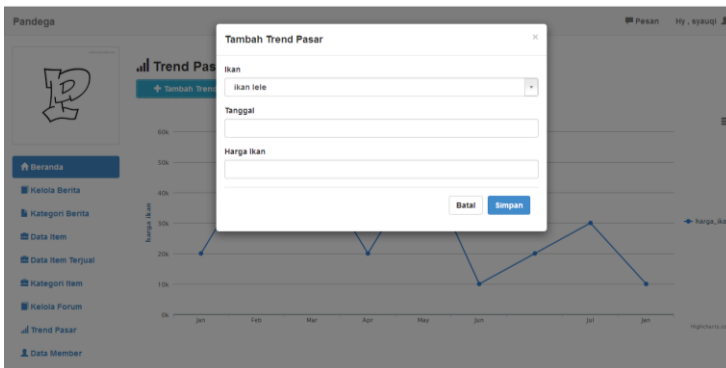 Pandega
Pesan
Hy , syauqi
Trend Pas
+ Tambah Trend
Beranda
Kelola Berita
Kategori Berita
Data Item
Data Item Terjual
Kategori Item
Kelola Forum
Trend Pasar
Data Member
Tambah Trend Pasar
×
Ikan
ikan lele
Tanggal
Harga Ikan
Batal
Simpan
harga ikan
60k
50k
40k
30k
20k
10k
0k
Jan
Feb
Mar
Apr
May
Jun
Jul
Jan
harga_ika
Highcharts.co